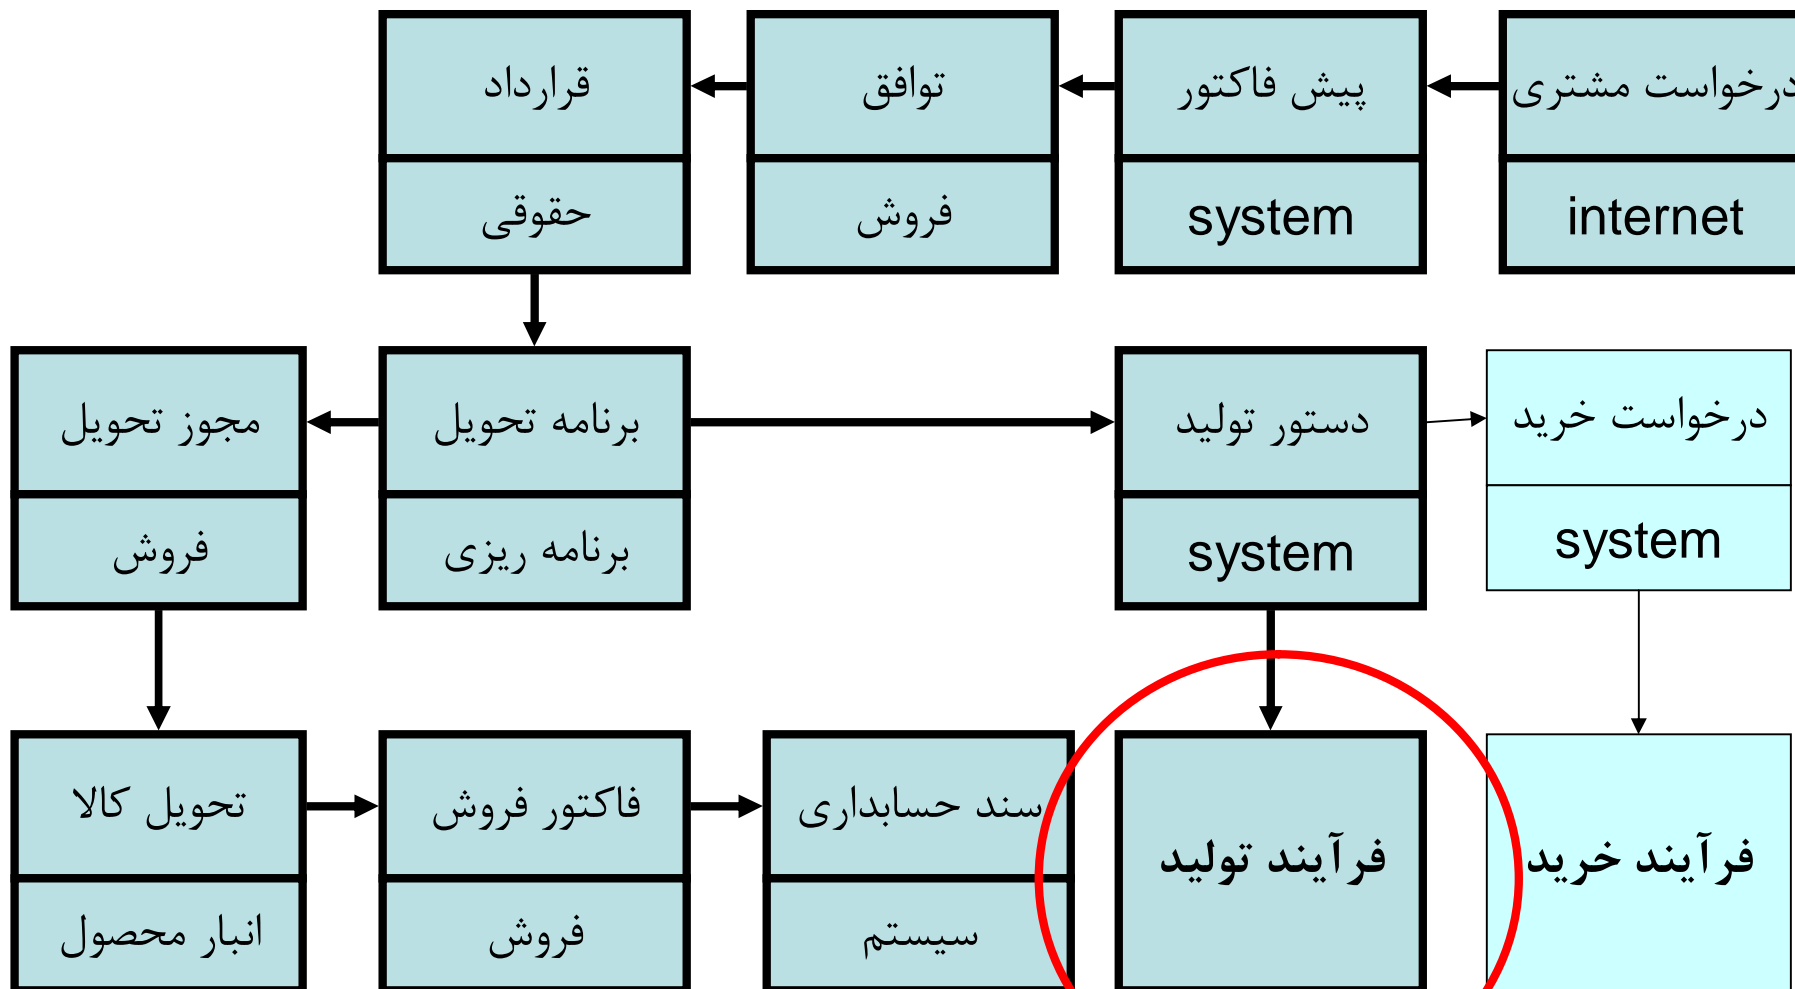 درخواست مشتری
internet
پیش فاکتور
system
توافق
فروش
قرارداد
حقوقی
درخواست خرید
system
دستور تولید
system
برنامه تحویل
برنامه ریزی
مجوز تحویل
فروش
فرآیند خرید
فرآیند تولید
سند حسابداری
سیستم
فاکتور فروش
فروش
تحویل کالا
انبار محصول